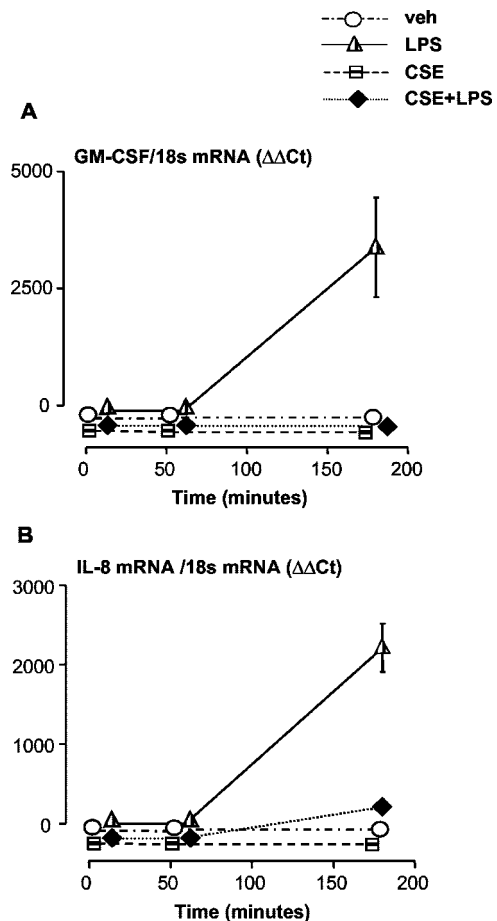 veh
LPS
CSE
CSE+LPS
A
GM-CSF/18s mRNA (ΔΔCt)
5000
2500
0
0 50 100 150 200
Time (minutes)
B
IL-8 mRNA /18s mRNA (ΔΔCt)
3000
2000
1000
0
0 50 100 150 200
Time (minutes)